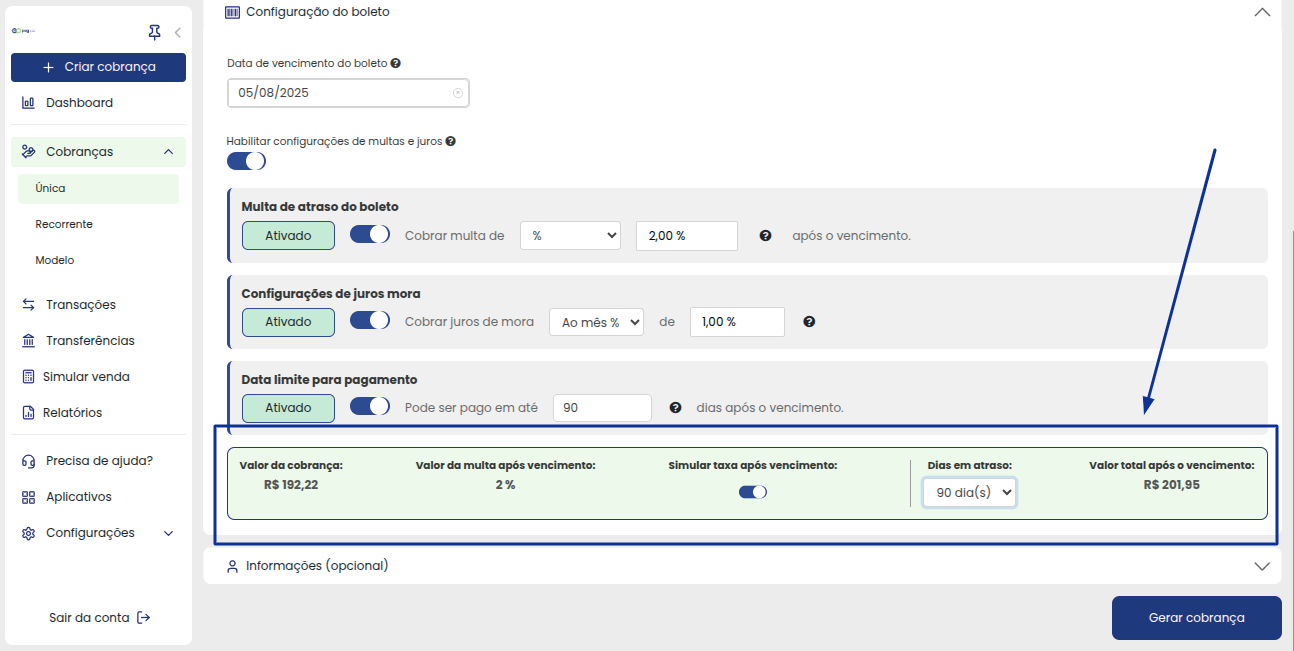 Criar cobrança
Dashboard
Cobranças
Única
Recorrente
Modelo
Transações
Transferências
Simular venda
Relatórios
Precisa de ajuda?
Aplicativos
Configurações
Sair da conta
Configuração do boleto
Data de vencimento do boleto ?
05/08/2025
Habilitar configurações de multas e juros ?
Multa de atraso do boleto
Ativado Cobrar multa de % 2,00 % ? após o vencimento.
Configurações de juros mora
Ativado Cobrar juros de mora Ao mês % de 1,00 % ?
Data limite para pagamento
Ativado Pode ser pago em até 90 ? dias após o vencimento.
Valor da cobrança: Valor da multa após vencimento: Simular taxa após vencimento: Dias em atraso: Valor total após o vencimento:
R$ 192,22 2 % 90 dia(s) R$ 201,95
Informações (opcional)
Gerar cobrança